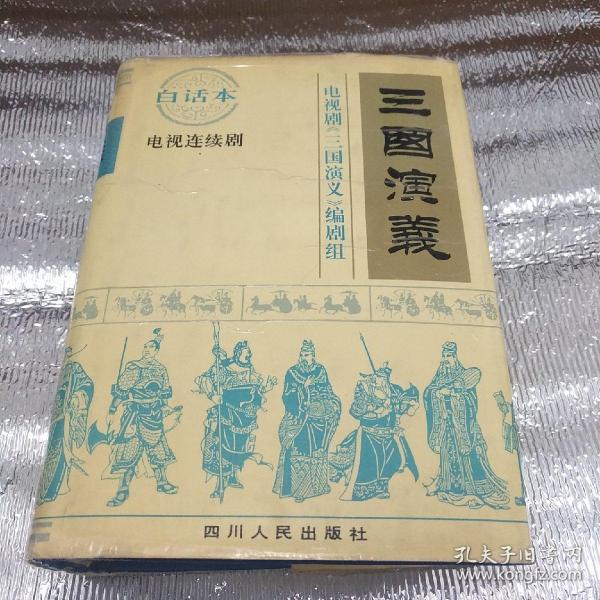 三國演義
电视剧《三国演义》编剧组
白话本
电视连续剧
四川人民出版社
孔夫子旧书网
www.kongfz.com